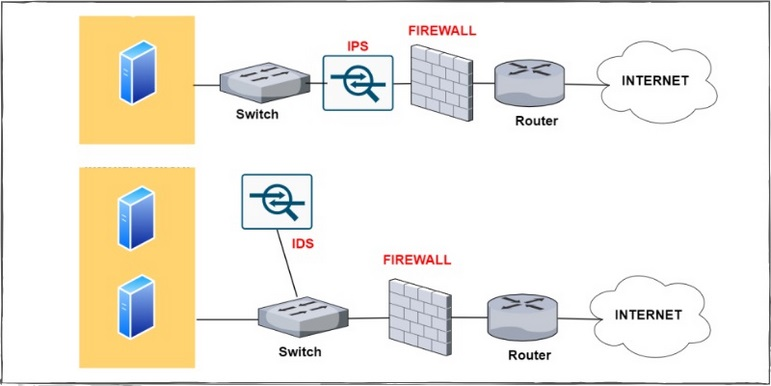 IPS
FIREWALL
INTERNET
Switch
Router
IDS
FIREWALL
INTERNET
Switch
Router